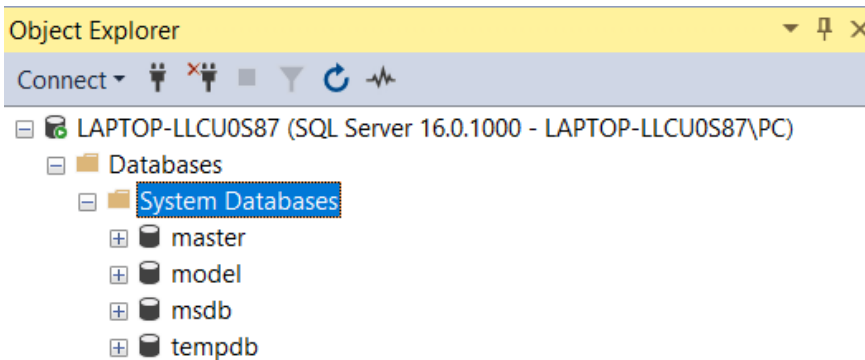 Object Explorer
Connect
LAPTOP-LLCU0S87 (SQL Server 16.0.1000 - LAPTOP-LLCU0S87\PC)
Databases
System Databases
master
model
msdb
tempdb